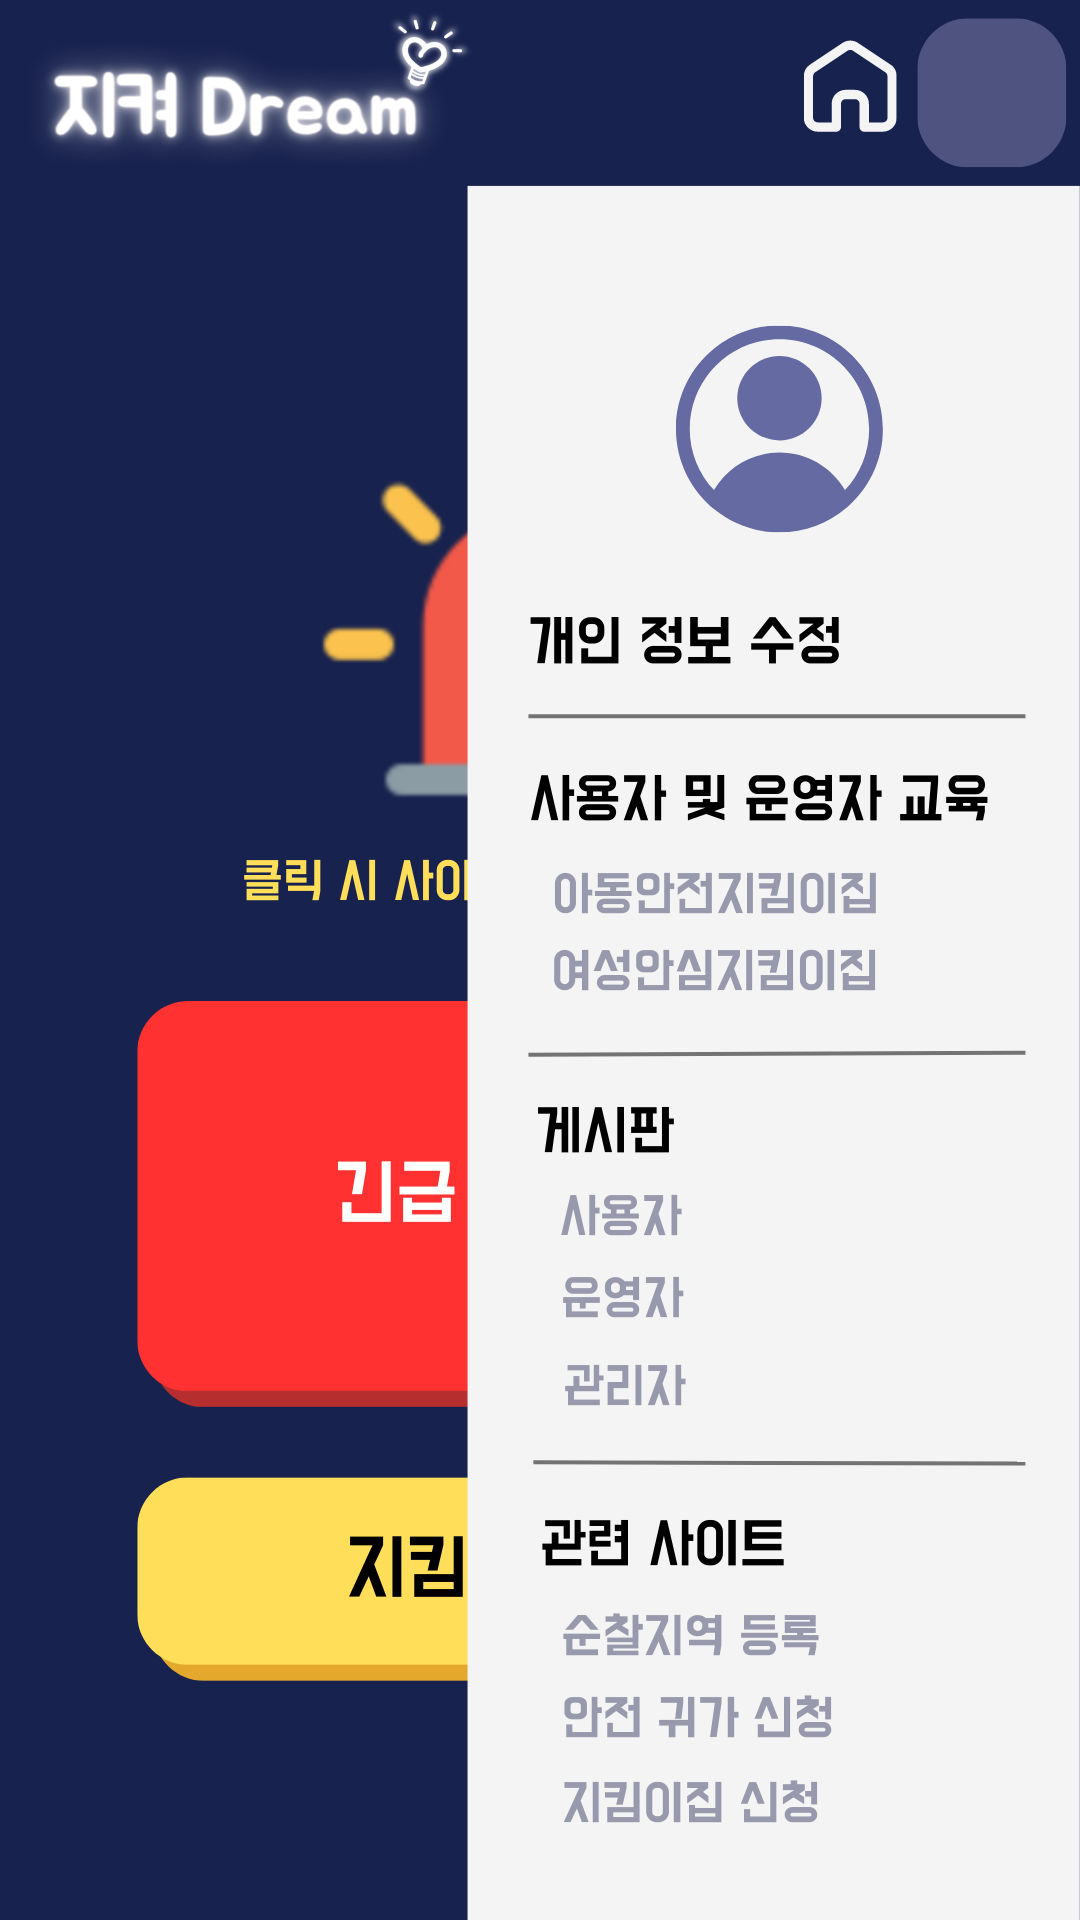 지켜 Dream
개인 정보 수정
사용자 및 운영자 교육
아동안전지킴이집
여성안심지킴이집
게시판
사용자
운영자
관리자
관련 사이트
순찰지역 등록
안전 귀가 신청
지킴이집 신청
클릭 시 사이
긴급
지킴